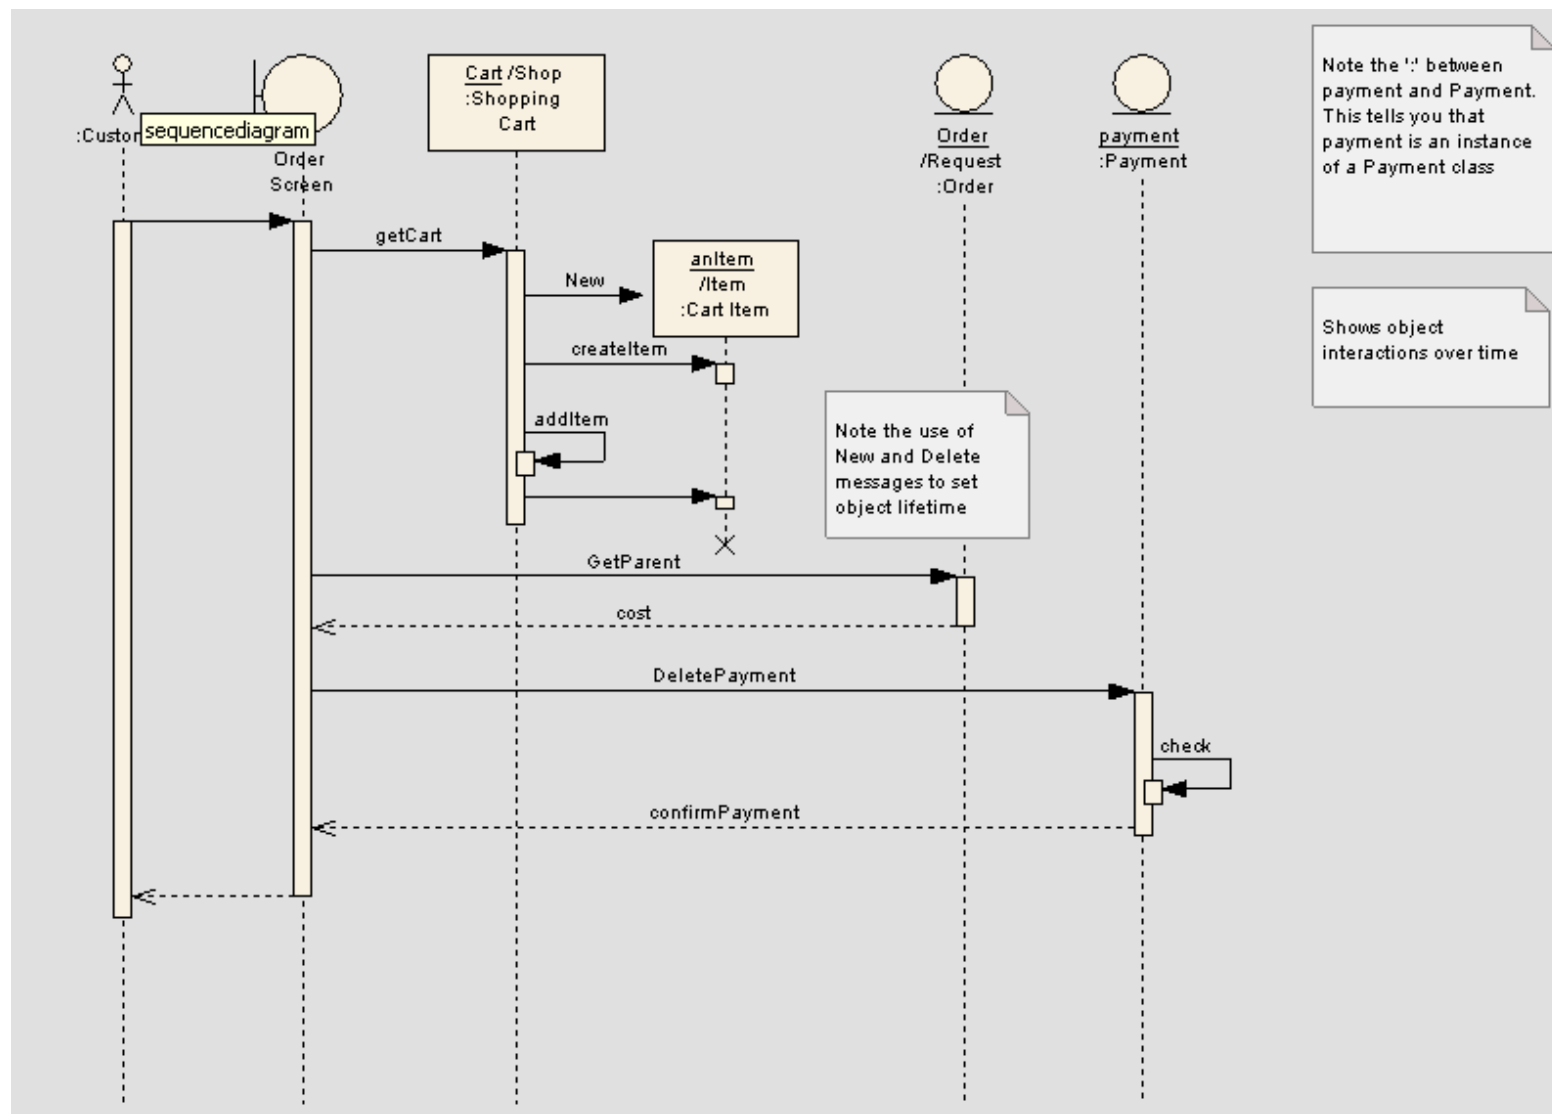 :Custom
sequencediagram
Order
Screen
Cart /Shop
:Shopping
Cart
Order
/Request
:Order
payment
:Payment
Note the ':' between
payment and Payment.
This tells you that
payment is an instance
of a Payment class
getCart
New
anItem
/Item
:Cart Item
Shows object
interactions over time
createItem
addItem
Note the use of
New and Delete
messages to set
object lifetime
GetParent
cost
DeletePayment
check
confirmPayment